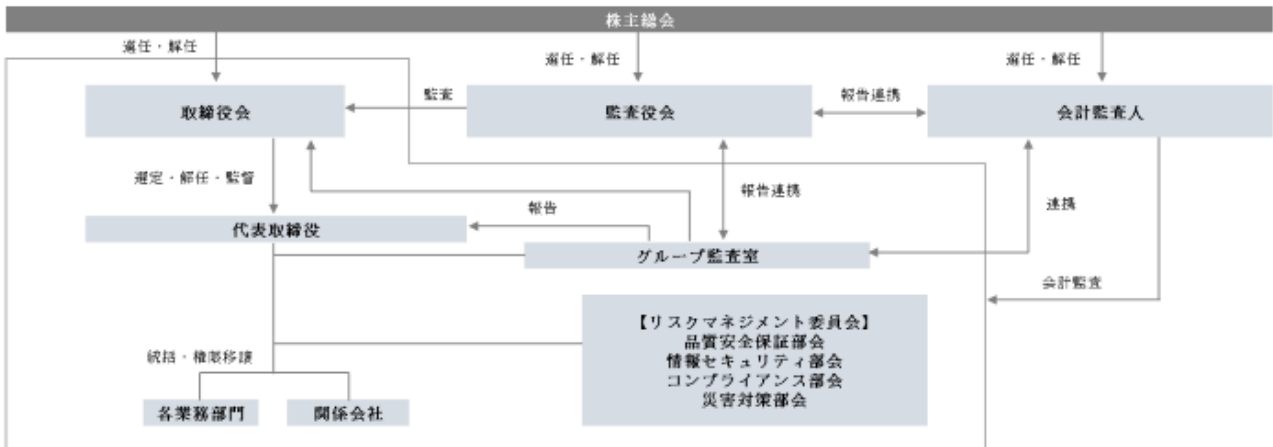 株主総会
選任・解任
選任・解任
選任・解任
取締役会
監査
監査役会
報告連携
会計監査人
選定・解任・監督
報告連携
連携
報告
代表取締役
グループ監査室
会計監査
【リスクマネジメント委員会】
品質安全保証部会
情報セキュリティ部会
コンプライアンス部会
災害対策部会
統括・権限移譲
各業務部門
関係会社